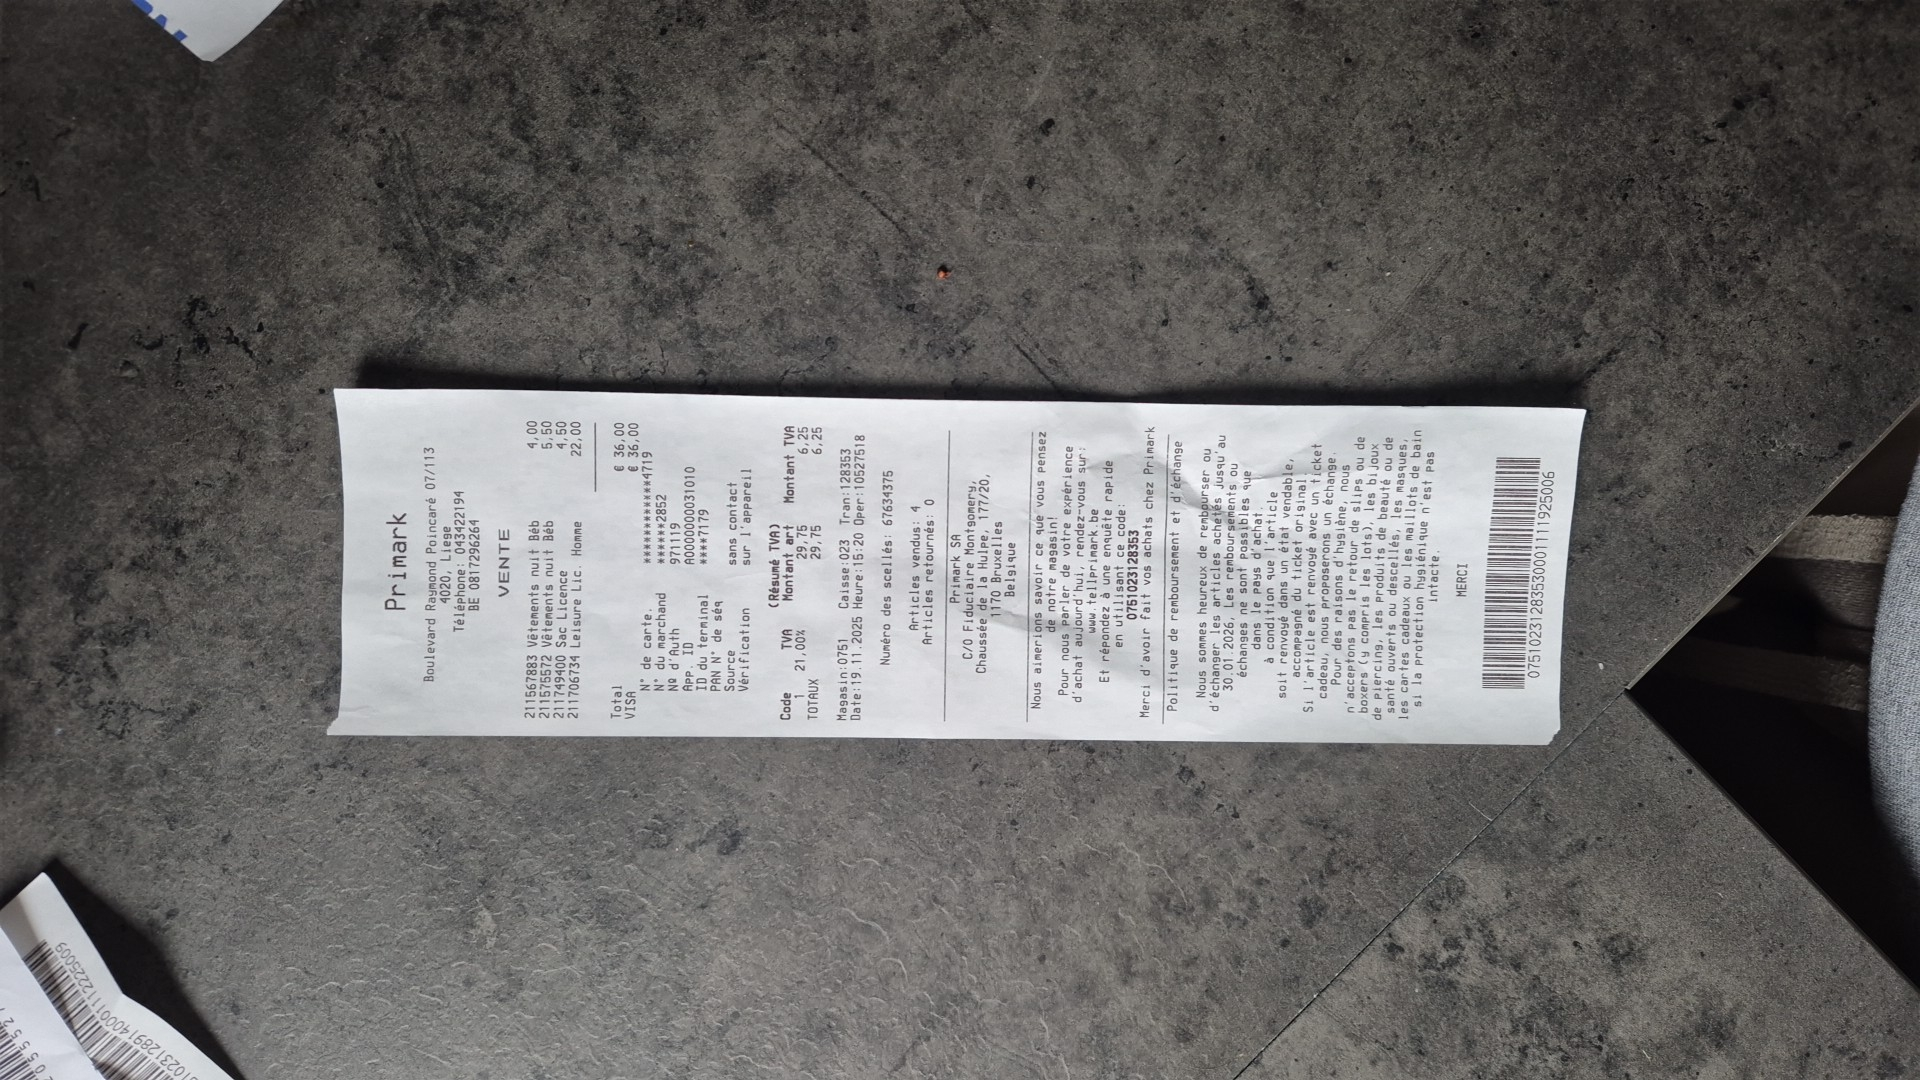 Primark
Boulevard Raymond Poincaré 07/113
4020, Liege
Téléphone: 043422194
BE 0817296264
VENTE
211567883 Vêtements nuit Béb 4,00
211575572 Vêtements nuit Béb 5,50
211749400 Sac Licence 4,50
211706734 Leisure Lic. Homme 22,00
Total € 36,00
VISA € 36,00
N° de carte. ************4719
N° du marchand ******2852
Nº d'Auth 971119
App. ID A0000000031010
ID du terminal ****7179
PAN N° de séq
Source sans contact
Vérification sur l'appareil
(Résumé TVA)
Code TVA Montant art Montant TVA
1 21,00% 29,75 6,25
TOTAUX 29,75 6,25
Magasin:0751 Caisse:023 Tran:128353
Date:19.11.2025 Heure:15:20 Oper:10527518
Numéro des scellés: 67634375
Articles vendus: 4
Articles retournés: 0
Primark SA
C/O Fiduciaire Montgomery,
Chaussée de la Hulpe, 177/20,
1170 Bruxelles
Belgique
Nous aimerions savoir ce que vous pensez
de notre magasin!
Pour nous parler de votre expérience
d'achat aujourd'hui, rendez-vous sur:
www.tellprimark.be
Et répondez à une enquête rapide
en utilisant ce code:
075102312B353
Merci d'avoir fait vos achats chez Primark
Politique de remboursement et d'échange
Nous sommes heureux de rembourser ou
d'échanger les articles achetés jusqu'au
30.01.2026. Les remboursements ou
échanges ne sont possibles que
dans le pays d'achat.
à condition que l'article
soit renvoyé dans un état vendable,
accompagné du ticket original.
Si l'article est renvoyé avec un ticket
cadeau, nous proposerons un échange.
Pour des raisons d'hygiène, nous
n'acceptons pas le retour de slips ou de
boxers (y compris les lots), les bijoux
de piercing, les produits de beauté ou de
santé ouverts ou descellés, les masques,
les cartes cadeaux ou les maillots de bain
si la protection hygiénique n'est pas
intacte.
MERCI
0751023128353000111925006